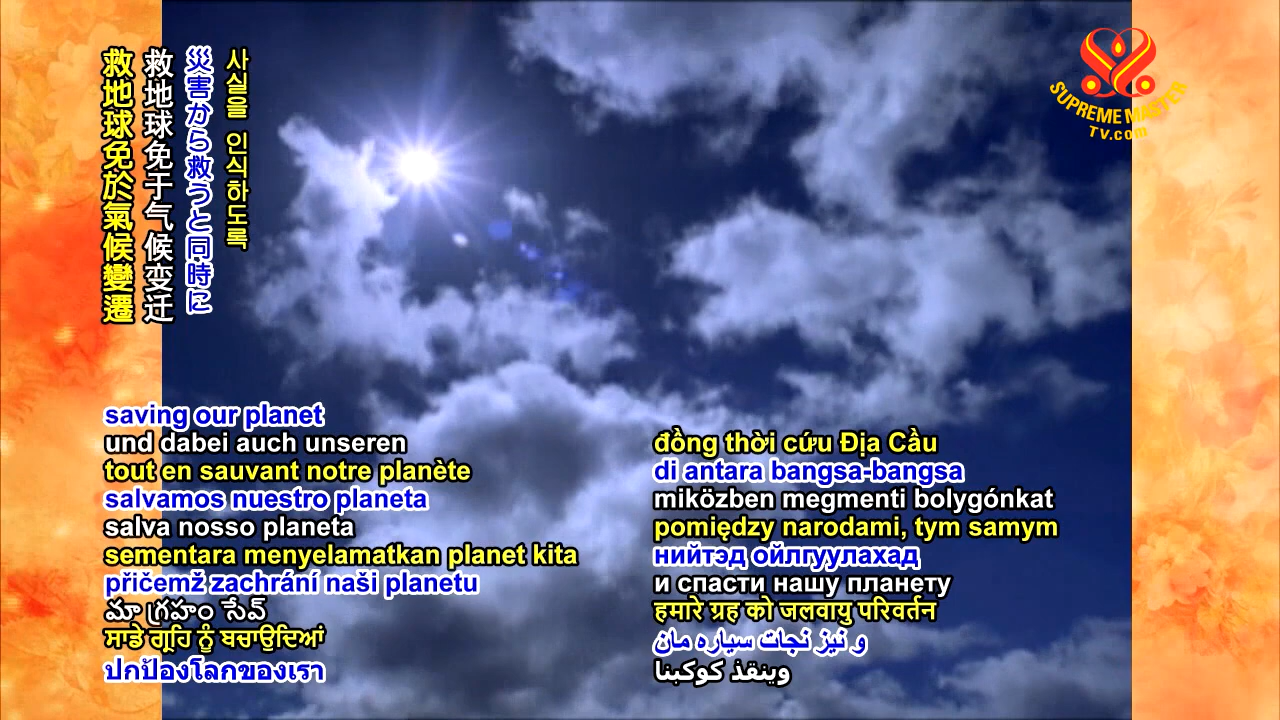 救地球免於氣候變遷
救地球免于气候变迁
災害から救うと同時に
사실을 인식하도록
SUPREME MASTER
TV.com
saving our planet
und dabei auch unseren
tout en sauvant notre planète
salvamos nuestro planeta
salva nosso planeta
sementara menyelamatkan planet kita
přičemž zachrání naši planetu
మా గ్రహం సేవ్
ਸਾਡੇ ਗ੍ਰਹਿ ਨੂੰ ਬਚਾਉਦਿਆਂ
ปกป้องโลกของเรา
đồng thời cứu Địa Cầu
di antara bangsa-bangsa
miközben megmenti bolygónkat
pomiędzy narodami, tym samym
нийтэд ойлгуулахад
и спасти нашу планету
हमारे ग्रह को जलवायु परिवर्तन
و نیز نجات سیاره مان
وينقذ كوكبنا